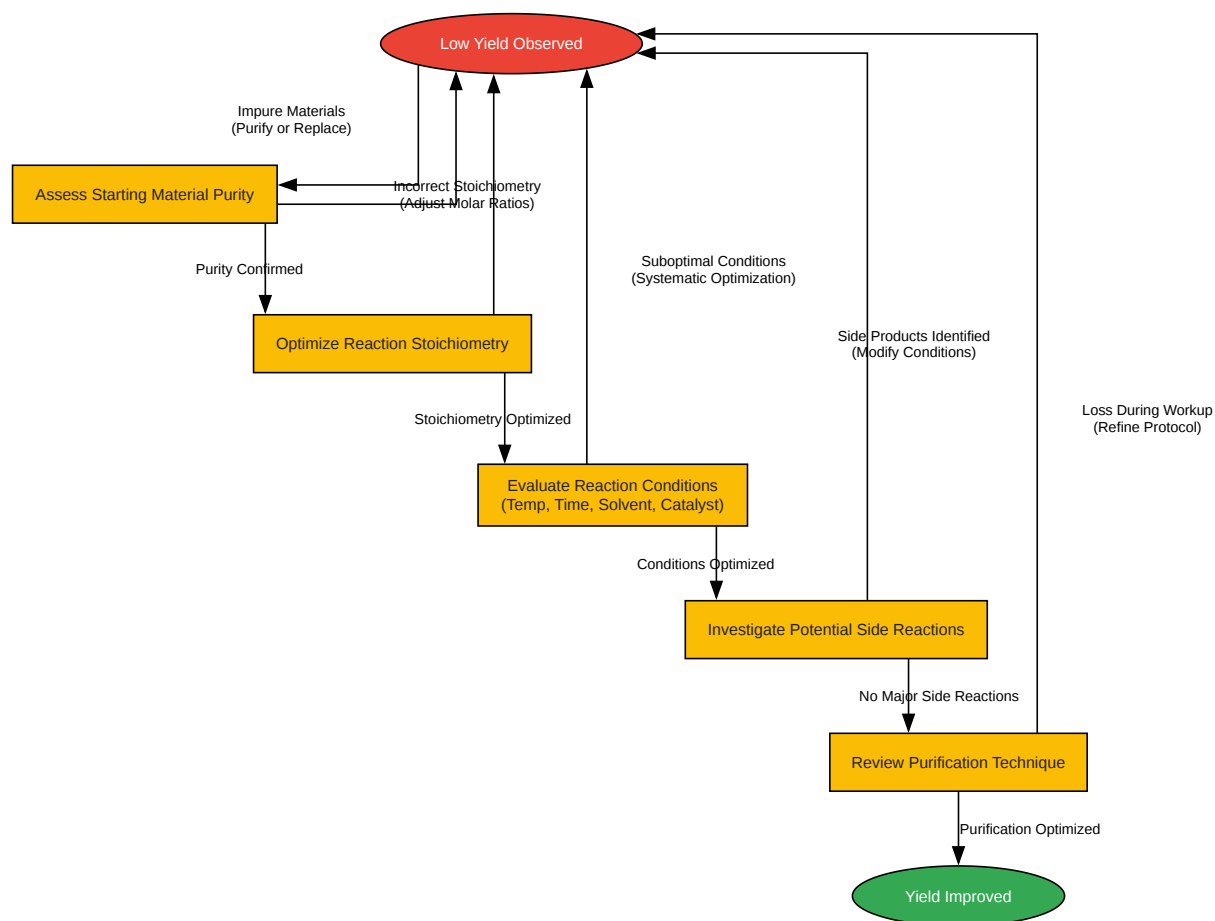 Low Yield Observed
Impure Materials
(Purify or Replace)
Assess Starting Material Purity
Incorrect Stoichiometry
(Adjust Molar Ratios)
Purity Confirmed
Suboptimal Conditions
(Systematic Optimization)
Optimize Reaction Stoichiometry
Side Products Identified
(Modify Conditions)
Stoichiometry Optimized
Loss During Workup
(Refine Protocol)
Evaluate Reaction Conditions
(Temp, Time, Solvent, Catalyst)
Conditions Optimized
Investigate Potential Side Reactions
No Major Side Reactions
Review Purification Technique
Purification Optimized
Yield Improved